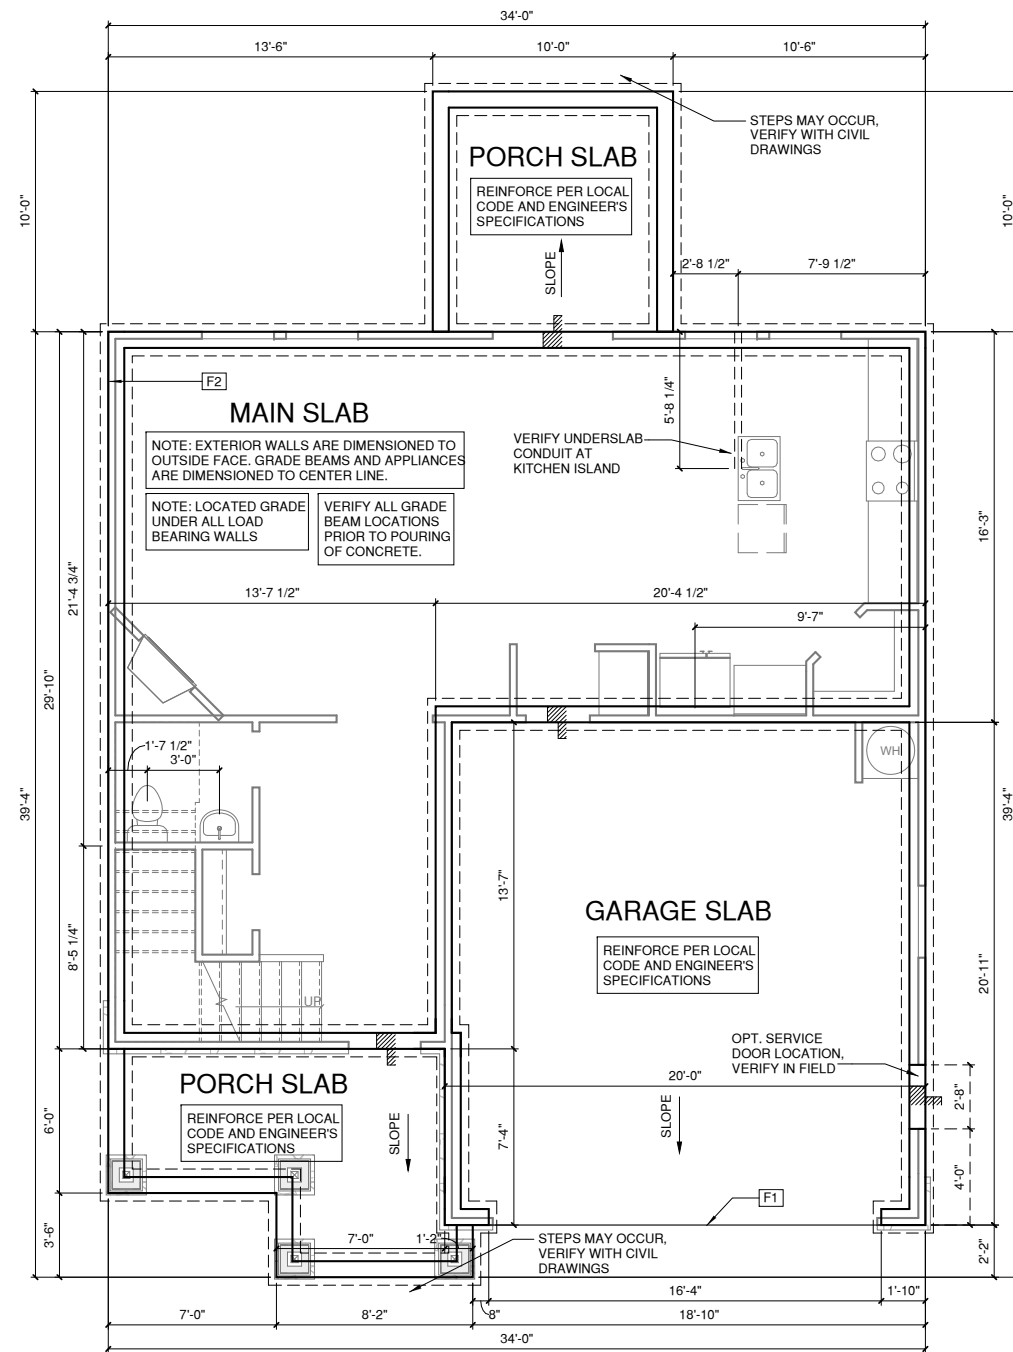 34'-0"
13'-6"
10'-0"
10'-6"
STEPS MAY OCCUR,
VERIFY WITH CIVIL
DRAWINGS
PORCH SLAB
REINFORCE PER LOCAL
CODE AND ENGINEER'S
SPECIFICATIONS
10'-0"
10'-0"
SLOPE
2'-8 1/2"
7'-9 1/2"
F2
5'-8 1/4"
MAIN SLAB
NOTE: EXTERIOR WALLS ARE DIMENSIONED TO
OUTSIDE FACE. GRADE BEAMS AND APPLIANCES
ARE DIMENSIONED TO CENTER LINE.
VERIFY UNDERSLAB
CONDUIT AT
KITCHEN ISLAND
NOTE: LOCATED GRADE
UNDER ALL LOAD
BEARING WALLS
VERIFY ALL GRADE
BEAM LOCATIONS
PRIOR TO POURING
OF CONCRETE.
16'-3"
21'-4 3/4"
13'-7 1/2"
20'-4 1/2"
9'-7"
29'-10"
1'-7 1/2"
3'-0"
WH
39'-4"
39'-4"
13'-7"
GARAGE SLAB
REINFORCE PER LOCAL
CODE AND ENGINEER'S
SPECIFICATIONS
8'-5 1/4"
20'-11"
UP
OPT. SERVICE
DOOR LOCATION,
VERIFY IN FIELD
PORCH SLAB
REINFORCE PER LOCAL
CODE AND ENGINEER'S
SPECIFICATIONS
20'-0"
2'-8"
6'-0"
SLOPE
7'-4"
SLOPE
4'-0"
F1
3'-6"
7'-0"
1'-2"
STEPS MAY OCCUR,
VERIFY WITH CIVIL
DRAWINGS
2'-2"
16'-4"
1'-10"
7'-0"
8'-2"
8"
18'-10"
34'-0"